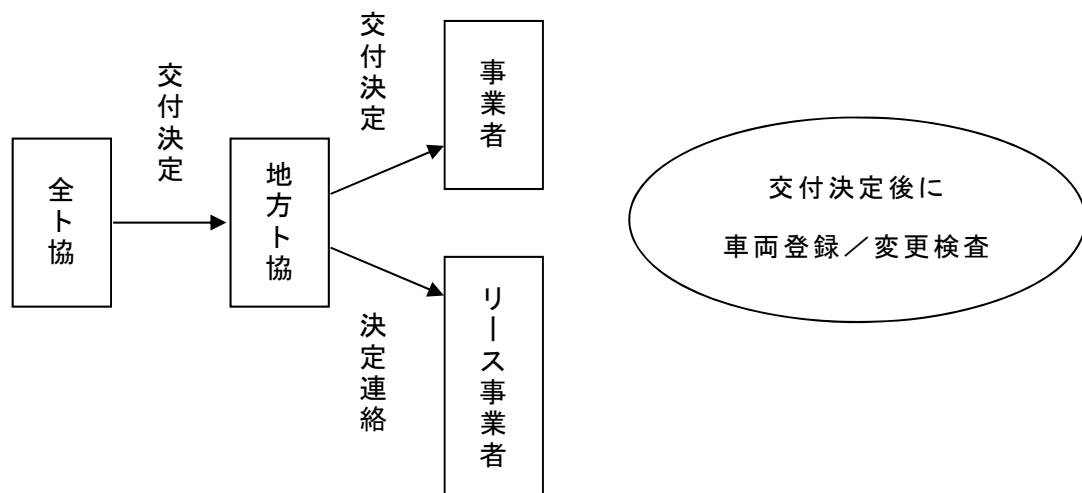 全ト協
交付決定
地方ト協
交付決定
決定連絡
事業者
リース事業者
交付決定後に
車両登録／変更検査